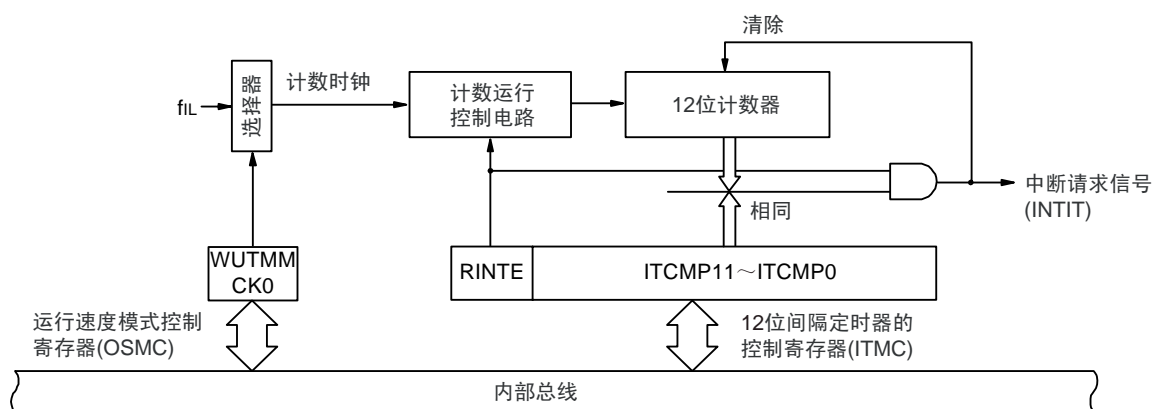 清除
fIL
选择器
计数时钟
计数运行
控制电路
12位计数器
相同
中断请求信号
(INTIT)
WUTMM
CK0
RINTE
ITCMP11～ITCMP0
运行速度模式控制
寄存器(OSMC)
12位间隔定时器的
控制寄存器(ITMC)
内部总线